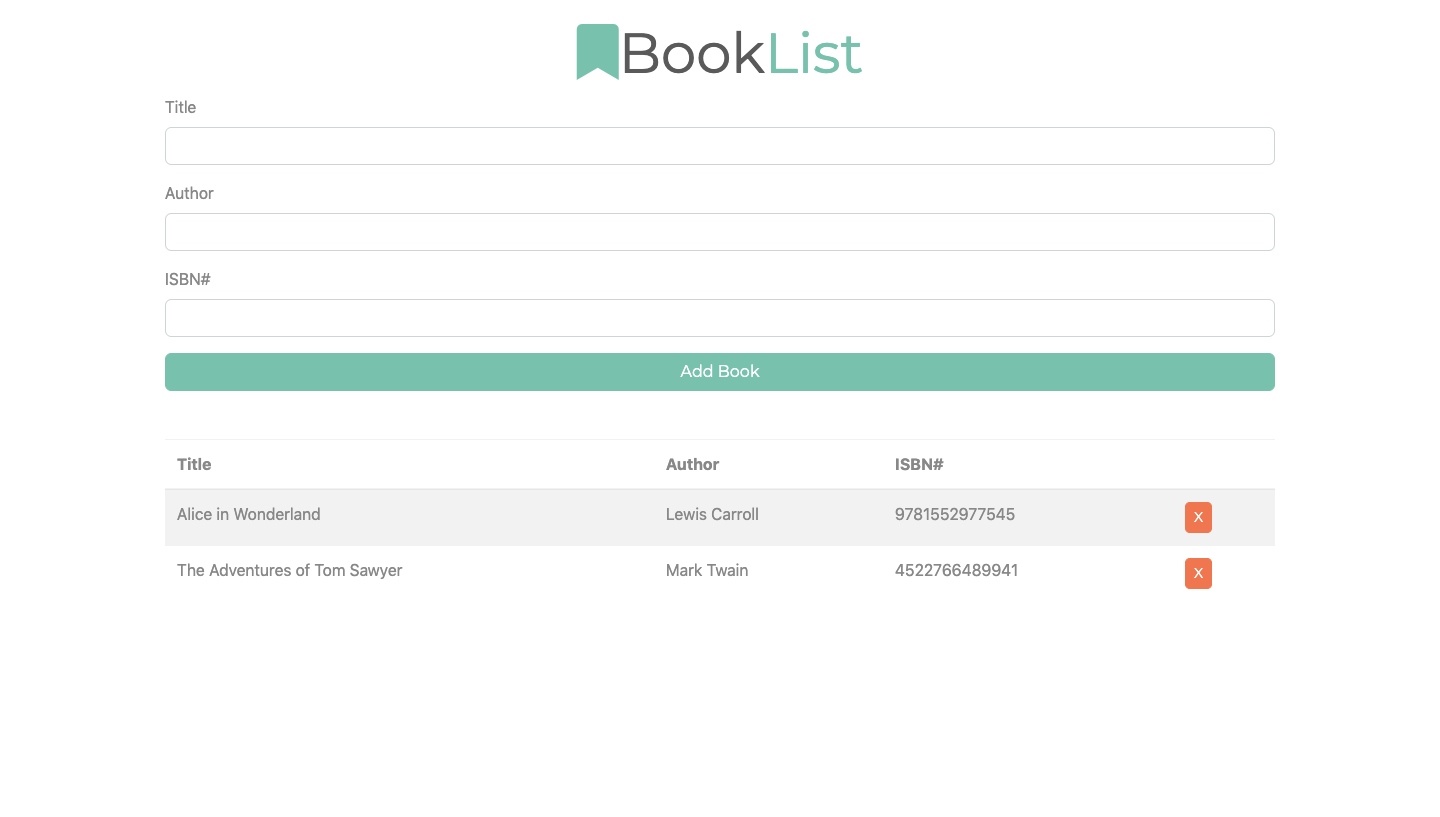 BookList
Title
Author
ISBN#
Add Book
Title Author ISBN#
Alice in Wonderland Lewis Carroll 9781552977545 X
The Adventures of Tom Sawyer Mark Twain 4522766489941 X